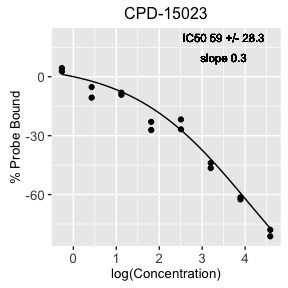 CPD-15023
IC50 59 +/- 28.3
slope 0.3
% Probe Bound
0
-30
-60
0 1 2 3 4
log(Concentration)